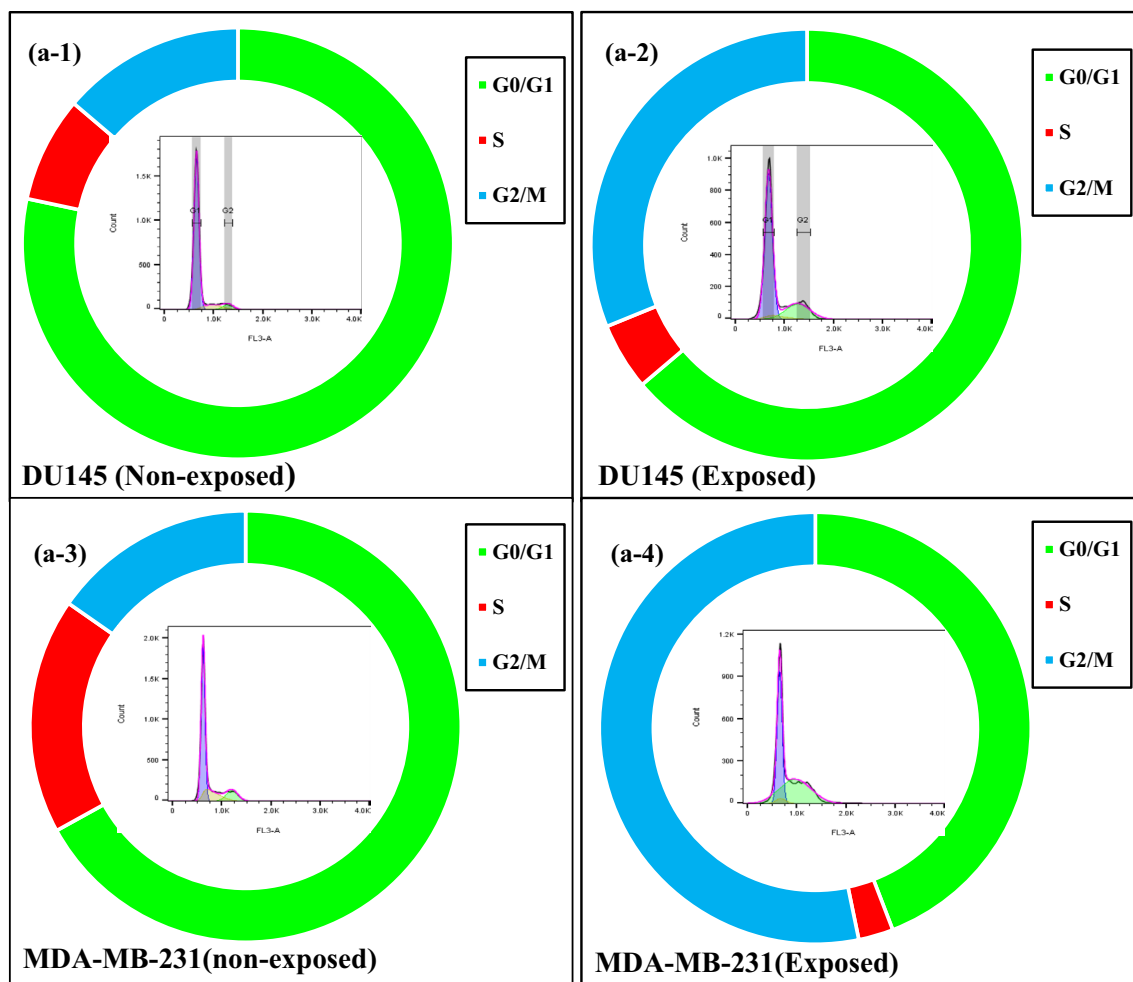 (a-1)
G0/G1
S
G2/M
1.5K
1.0K
500
0
Count
G1
G2
0
1.0K
2.0K
3.0K
4.0K
FL3-A
DU145 (Non-exposed)
(a-2)
G0/G1
S
G2/M
1.0K
800
600
400
200
0
Count
G1
G2
0
1.0K
2.0K
3.0K
4.0K
FL3-A
DU145 (Exposed)
(a-3)
G0/G1
S
G2/M
2.0K
1.5K
1.0K
500
0
Count
0
1.0K
2.0K
3.0K
4.0K
FL3-A
MDA-MB-231(non-exposed)
(a-4)
G0/G1
S
G2/M
1.2K
900
600
300
0
Count
0
1.0K
2.0K
3.0K
4.0K
FL3-A
MDA-MB-231(Exposed)